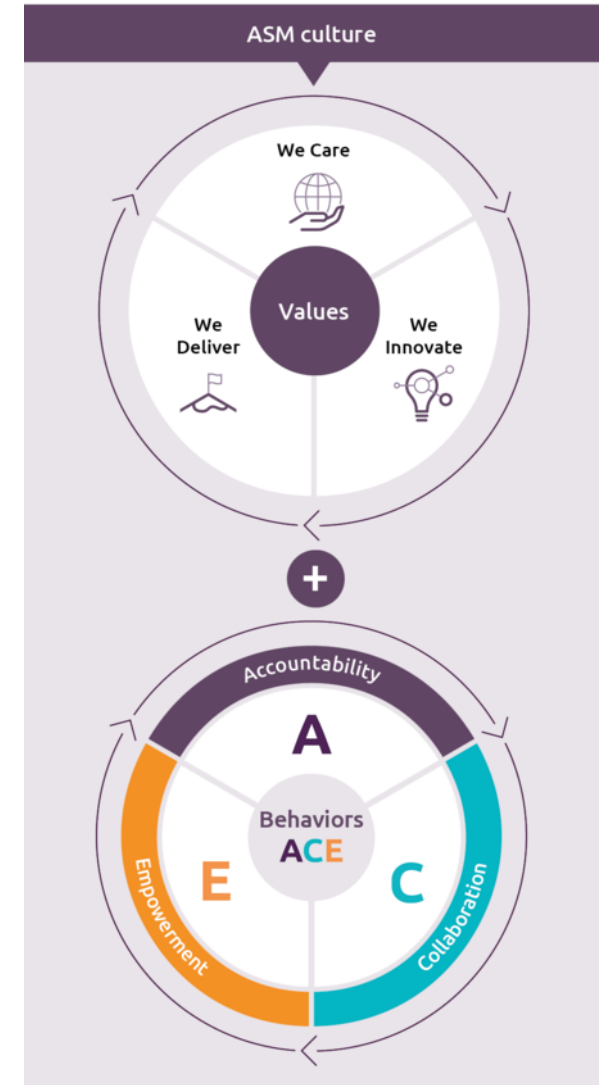 ASM culture
We Care
Values
We
Deliver
We
Innovate
+
Accountability
A
Behaviors
ACE
E
C
Empowerment
Collaboration